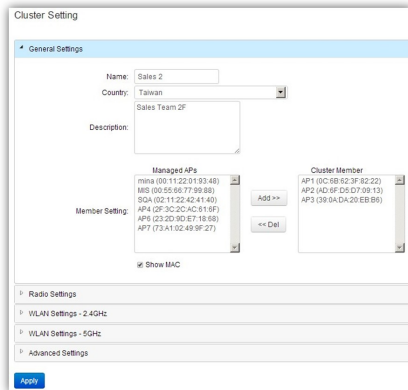 Cluster Setting
General Settings
Name: Sales 2
Country: Taiwan
Description: Sales Team 2F
Member Setting:
Managed APs
mina (00:11:22:01:93:48)
MIS (00:55:66:77:99:88)
SQA (02:11:22:42:41:40)
AP4 (2F:3C:2C:AC:61:6F)
AP6 (23:2D:9D:E7:18:68)
AP7 (73:A1:02:49:9F:27)
Add >>
<< Del
Cluster Member
AP1 (0C:6B:62:3F:82:22)
AP2 (AD:6F:D5:D7:09:13)
AP3 (39:0A:DA:20:EB:B6)
Show MAC
Radio Settings
WLAN Settings - 2.4GHz
WLAN Settings - 5GHz
Advanced Settings
Apply